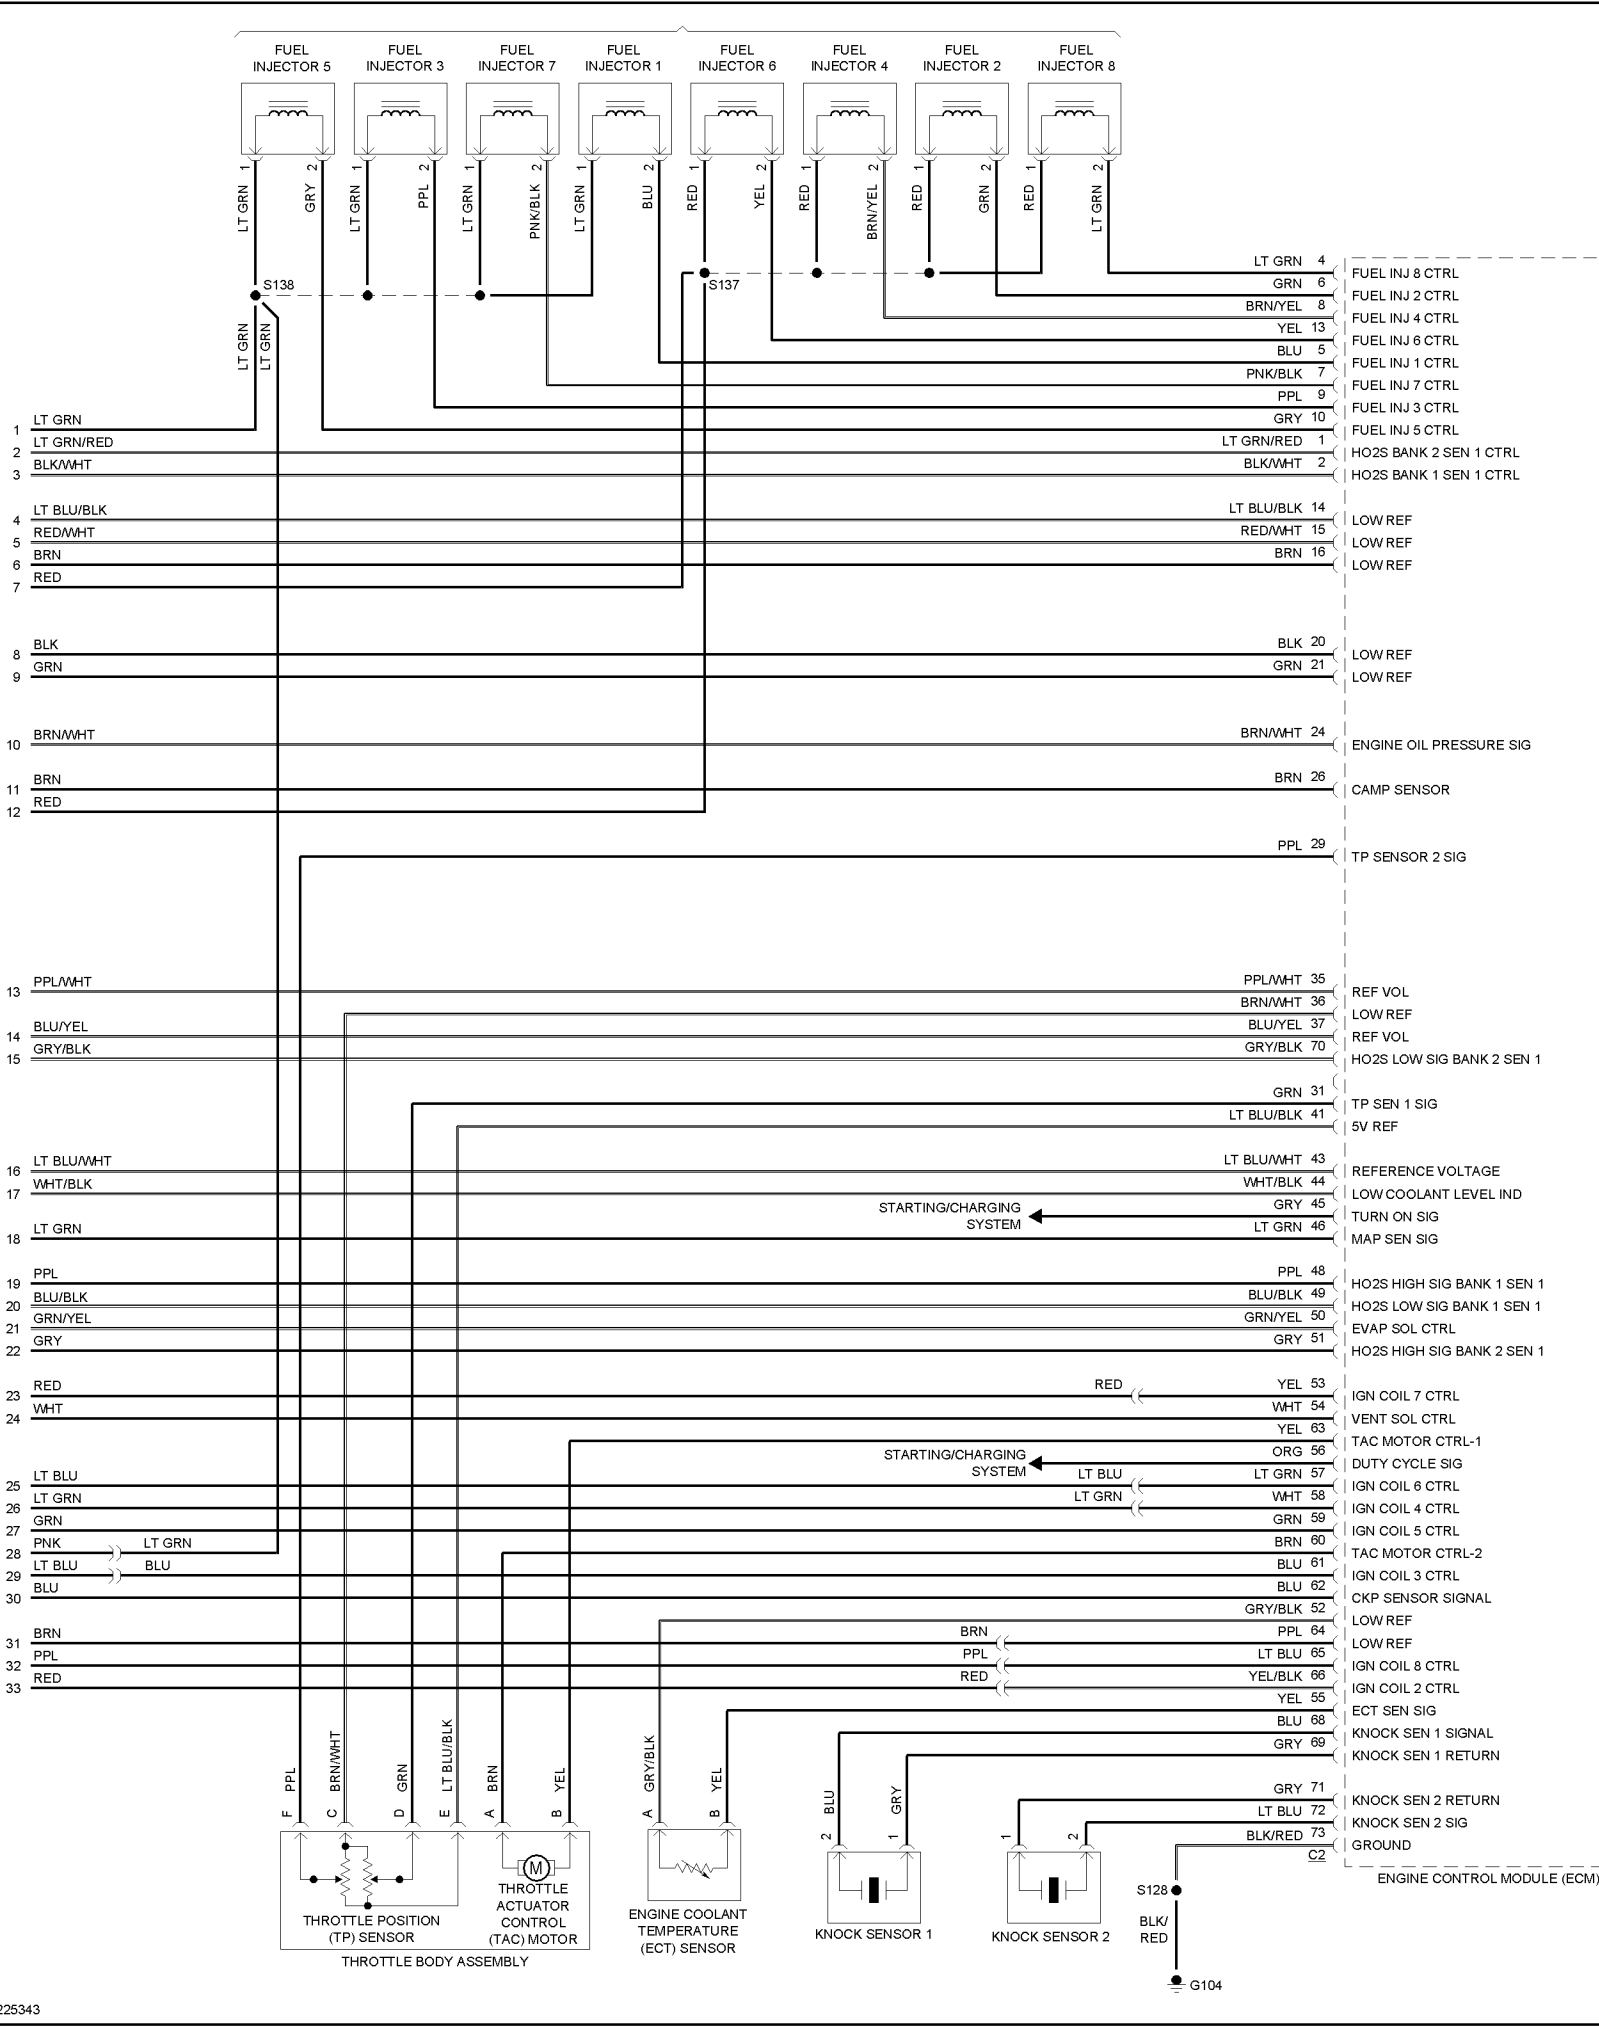 FUEL INJECTOR 5
FUEL INJECTOR 3
FUEL INJECTOR 7
FUEL INJECTOR 1
FUEL INJECTOR 6
FUEL INJECTOR 4
FUEL INJECTOR 2
FUEL INJECTOR 8
1 2 1 2 1 2 1 2 1 2 1 2 1 2 1 2
LT GRN GRY LT GRN PPL LT GRN PNK/BLK LT GRN BLU RED YEL RED BRN/YEL RED GRN RED LT GRN
S138
S137
LT GRN LT GRN
LT GRN 4 FUEL INJ 8 CTRL
GRN 6 FUEL INJ 2 CTRL
BRN/YEL 8 FUEL INJ 4 CTRL
YEL 13 FUEL INJ 6 CTRL
BLU 5 FUEL INJ 1 CTRL
PNK/BLK 7 FUEL INJ 7 CTRL
PPL 9 FUEL INJ 3 CTRL
1 LT GRN GRY 10 FUEL INJ 5 CTRL
2 LT GRN/RED LT GRN/RED 1 HO2S BANK 2 SEN 1 CTRL
3 BLK/WHT BLK/WHT 2 HO2S BANK 1 SEN 1 CTRL
4 LT BLU/BLK LT BLU/BLK 14 LOW REF
5 RED/WHT RED/WHT 15 LOW REF
6 BRN BRN 16 LOW REF
7 RED
8 BLK BLK 20 LOW REF
9 GRN GRN 21 LOW REF
10 BRN/WHT BRN/WHT 24 ENGINE OIL PRESSURE SIG
11 BRN BRN 26 CAMP SENSOR
12 RED
PPL 29 TP SENSOR 2 SIG
13 PPL/WHT PPL/WHT 35 REF VOL
BRN/WHT 36 LOW REF
14 BLU/YEL BLU/YEL 37 REF VOL
15 GRY/BLK GRY/BLK 70 HO2S LOW SIG BANK 2 SEN 1
GRN 31 TP SEN 1 SIG
LT BLU/BLK 41 5V REF
16 LT BLU/WHT LT BLU/WHT 43 REFERENCE VOLTAGE
17 WHT/BLK WHT/BLK 44 LOW COOLANT LEVEL IND
STARTING/CHARGING SYSTEM GRY 45 TURN ON SIG
18 LT GRN LT GRN 46 MAP SEN SIG
19 PPL PPL 48 HO2S HIGH SIG BANK 1 SEN 1
20 BLU/BLK BLU/BLK 49 HO2S LOW SIG BANK 1 SEN 1
21 GRN/YEL GRN/YEL 50 EVAP SOL CTRL
22 GRY GRY 51 HO2S HIGH SIG BANK 2 SEN 1
23 RED RED YEL 53 IGN COIL 7 CTRL
24 WHT WHT 54 VENT SOL CTRL
YEL 63 TAC MOTOR CTRL-1
STARTING/CHARGING SYSTEM ORG 56 DUTY CYCLE SIG
25 LT BLU LT BLU LT GRN 57 IGN COIL 6 CTRL
26 LT GRN LT GRN WHT 58 IGN COIL 4 CTRL
27 GRN GRN 59 IGN COIL 5 CTRL
28 PNK LT GRN BRN 60 TAC MOTOR CTRL-2
29 LT BLU BLU BLU 61 IGN COIL 3 CTRL
30 BLU BLU 62 CKP SENSOR SIGNAL
GRY/BLK 52 LOW REF
31 BRN BRN PPL 64 LOW REF
32 PPL PPL LT BLU 65 IGN COIL 8 CTRL
33 RED RED YEL/BLK 66 IGN COIL 2 CTRL
YEL 55 ECT SEN SIG
BLU 68 KNOCK SEN 1 SIGNAL
GRY 69 KNOCK SEN 1 RETURN
GRY 71 KNOCK SEN 2 RETURN
LT BLU 72 KNOCK SEN 2 SIG
BLK/RED 73 GROUND
C2
ENGINE CONTROL MODULE (ECM)
PPL BRN/WHT GRN LT BLU/BLK BRN YEL GRY/BLK YEL BLU GRY
F C D E A B A B 2 1 1 2
M
THROTTLE POSITION
(TP) SENSOR
THROTTLE
ACTUATOR
CONTROL
(TAC) MOTOR
THROTTLE BODY ASSEMBLY
ENGINE COOLANT
TEMPERATURE
(ECT) SENSOR
KNOCK SENSOR 1
KNOCK SENSOR 2
S128
BLK/
RED
G104
225343